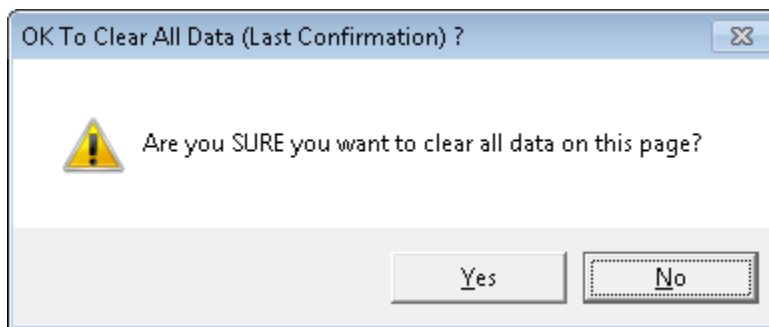 OK To Clear All Data (Last Confirmation) ?
Are you SURE you want to clear all data on this page?
Yes
No